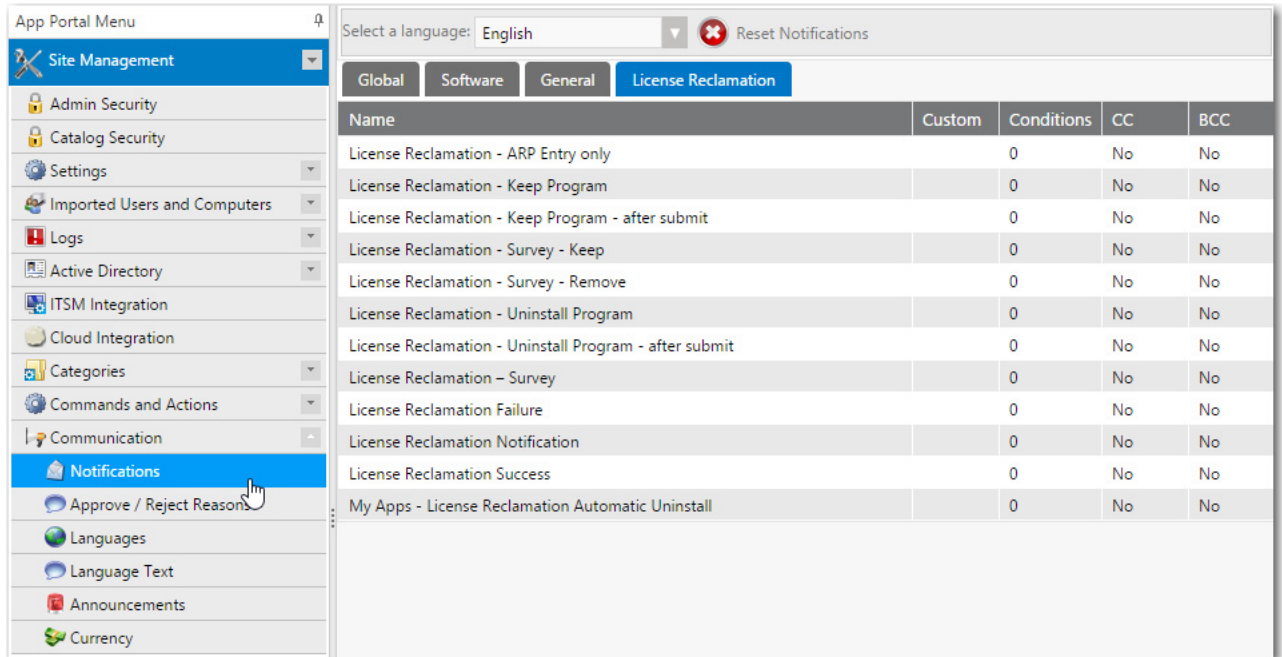 App Portal Menu
Site Management
Admin Security
Catalog Security
Settings
Imported Users and Computers
Logs
Active Directory
ITSM Integration
Cloud Integration
Categories
Commands and Actions
Communication
Notifications
Approve / Reject Reasons
Languages
Language Text
Announcements
Currency
Select a language: English Reset Notifications
Global Software General License Reclamation
Name Custom Conditions CC BCC
License Reclamation - ARP Entry only 0 No No
License Reclamation - Keep Program 0 No No
License Reclamation - Keep Program - after submit 0 No No
License Reclamation - Survey - Keep 0 No No
License Reclamation - Survey - Remove 0 No No
License Reclamation - Uninstall Program 0 No No
License Reclamation - Uninstall Program - after submit 0 No No
License Reclamation – Survey 0 No No
License Reclamation Failure 0 No No
License Reclamation Notification 0 No No
License Reclamation Success 0 No No
My Apps - License Reclamation Automatic Uninstall 0 No No